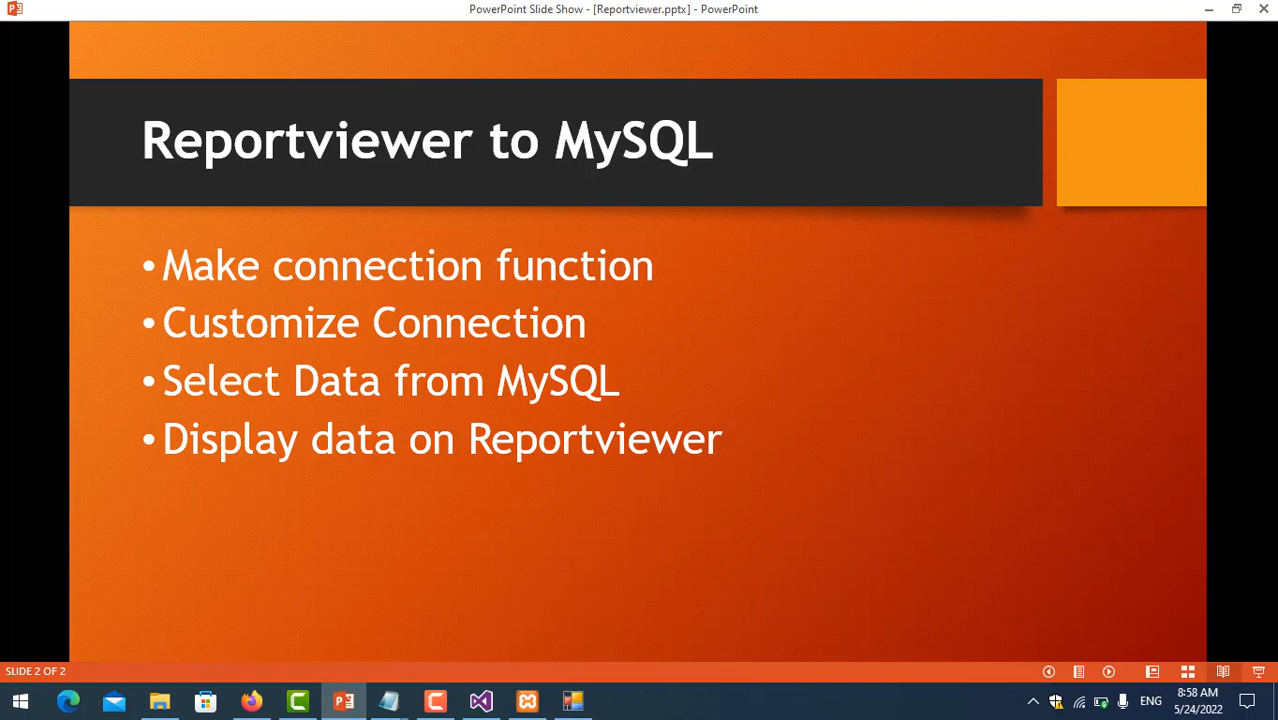 PowerPoint Slide Show - [Reportviewer.pptx] - PowerPoint
Reportviewer to MySQL
•Make connection function
•Customize Connection
•Select Data from MySQL
•Display data on Reportviewer
SLIDE 2 OF 2
ENG
8:58 AM
5/24/2022